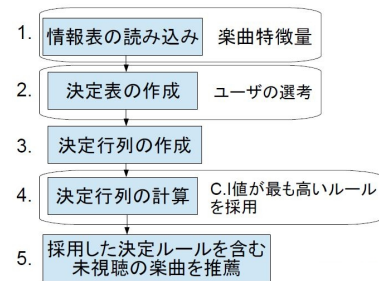 1. 情報表の読み込み 楽曲特徴量
2. 決定表の作成 ユーザの選考
3. 決定行列の作成
4. 決定行列の計算 C.I値が最も高いルール
を採用
5. 採用した決定ルールを含む
未視聴の楽曲を推薦